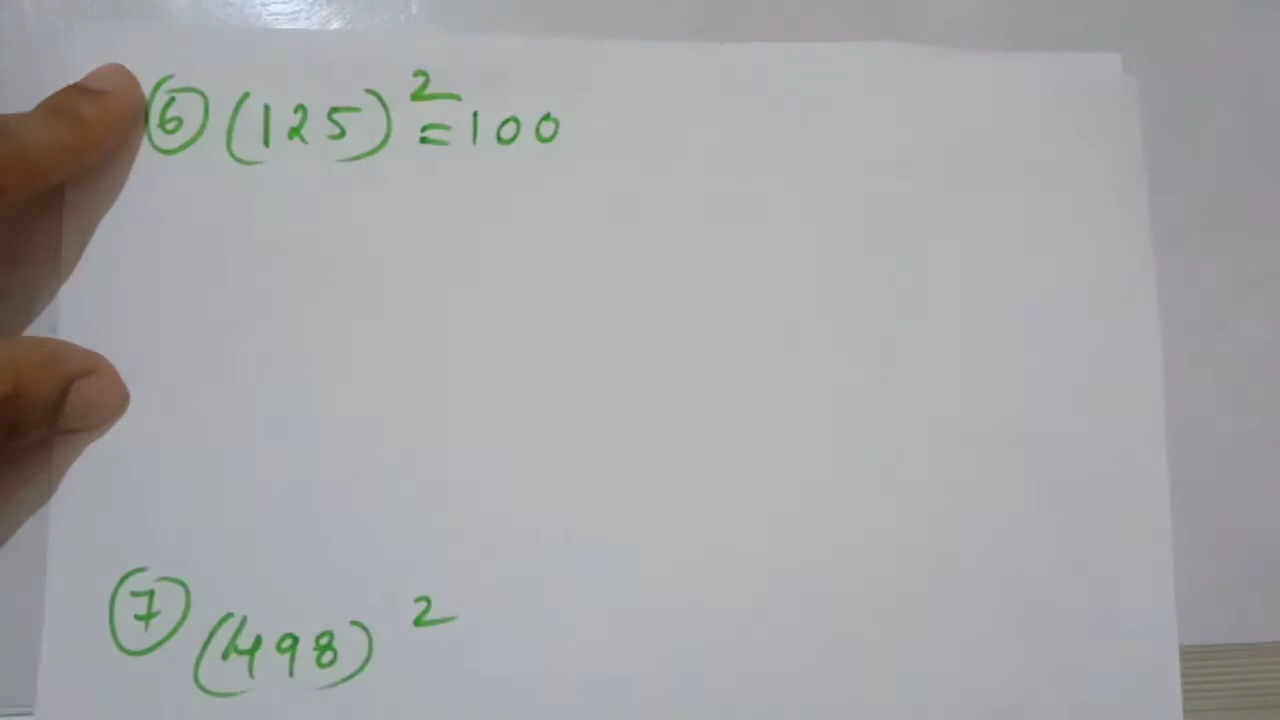 ⑥ (125)² = 100
⑦ (498)²